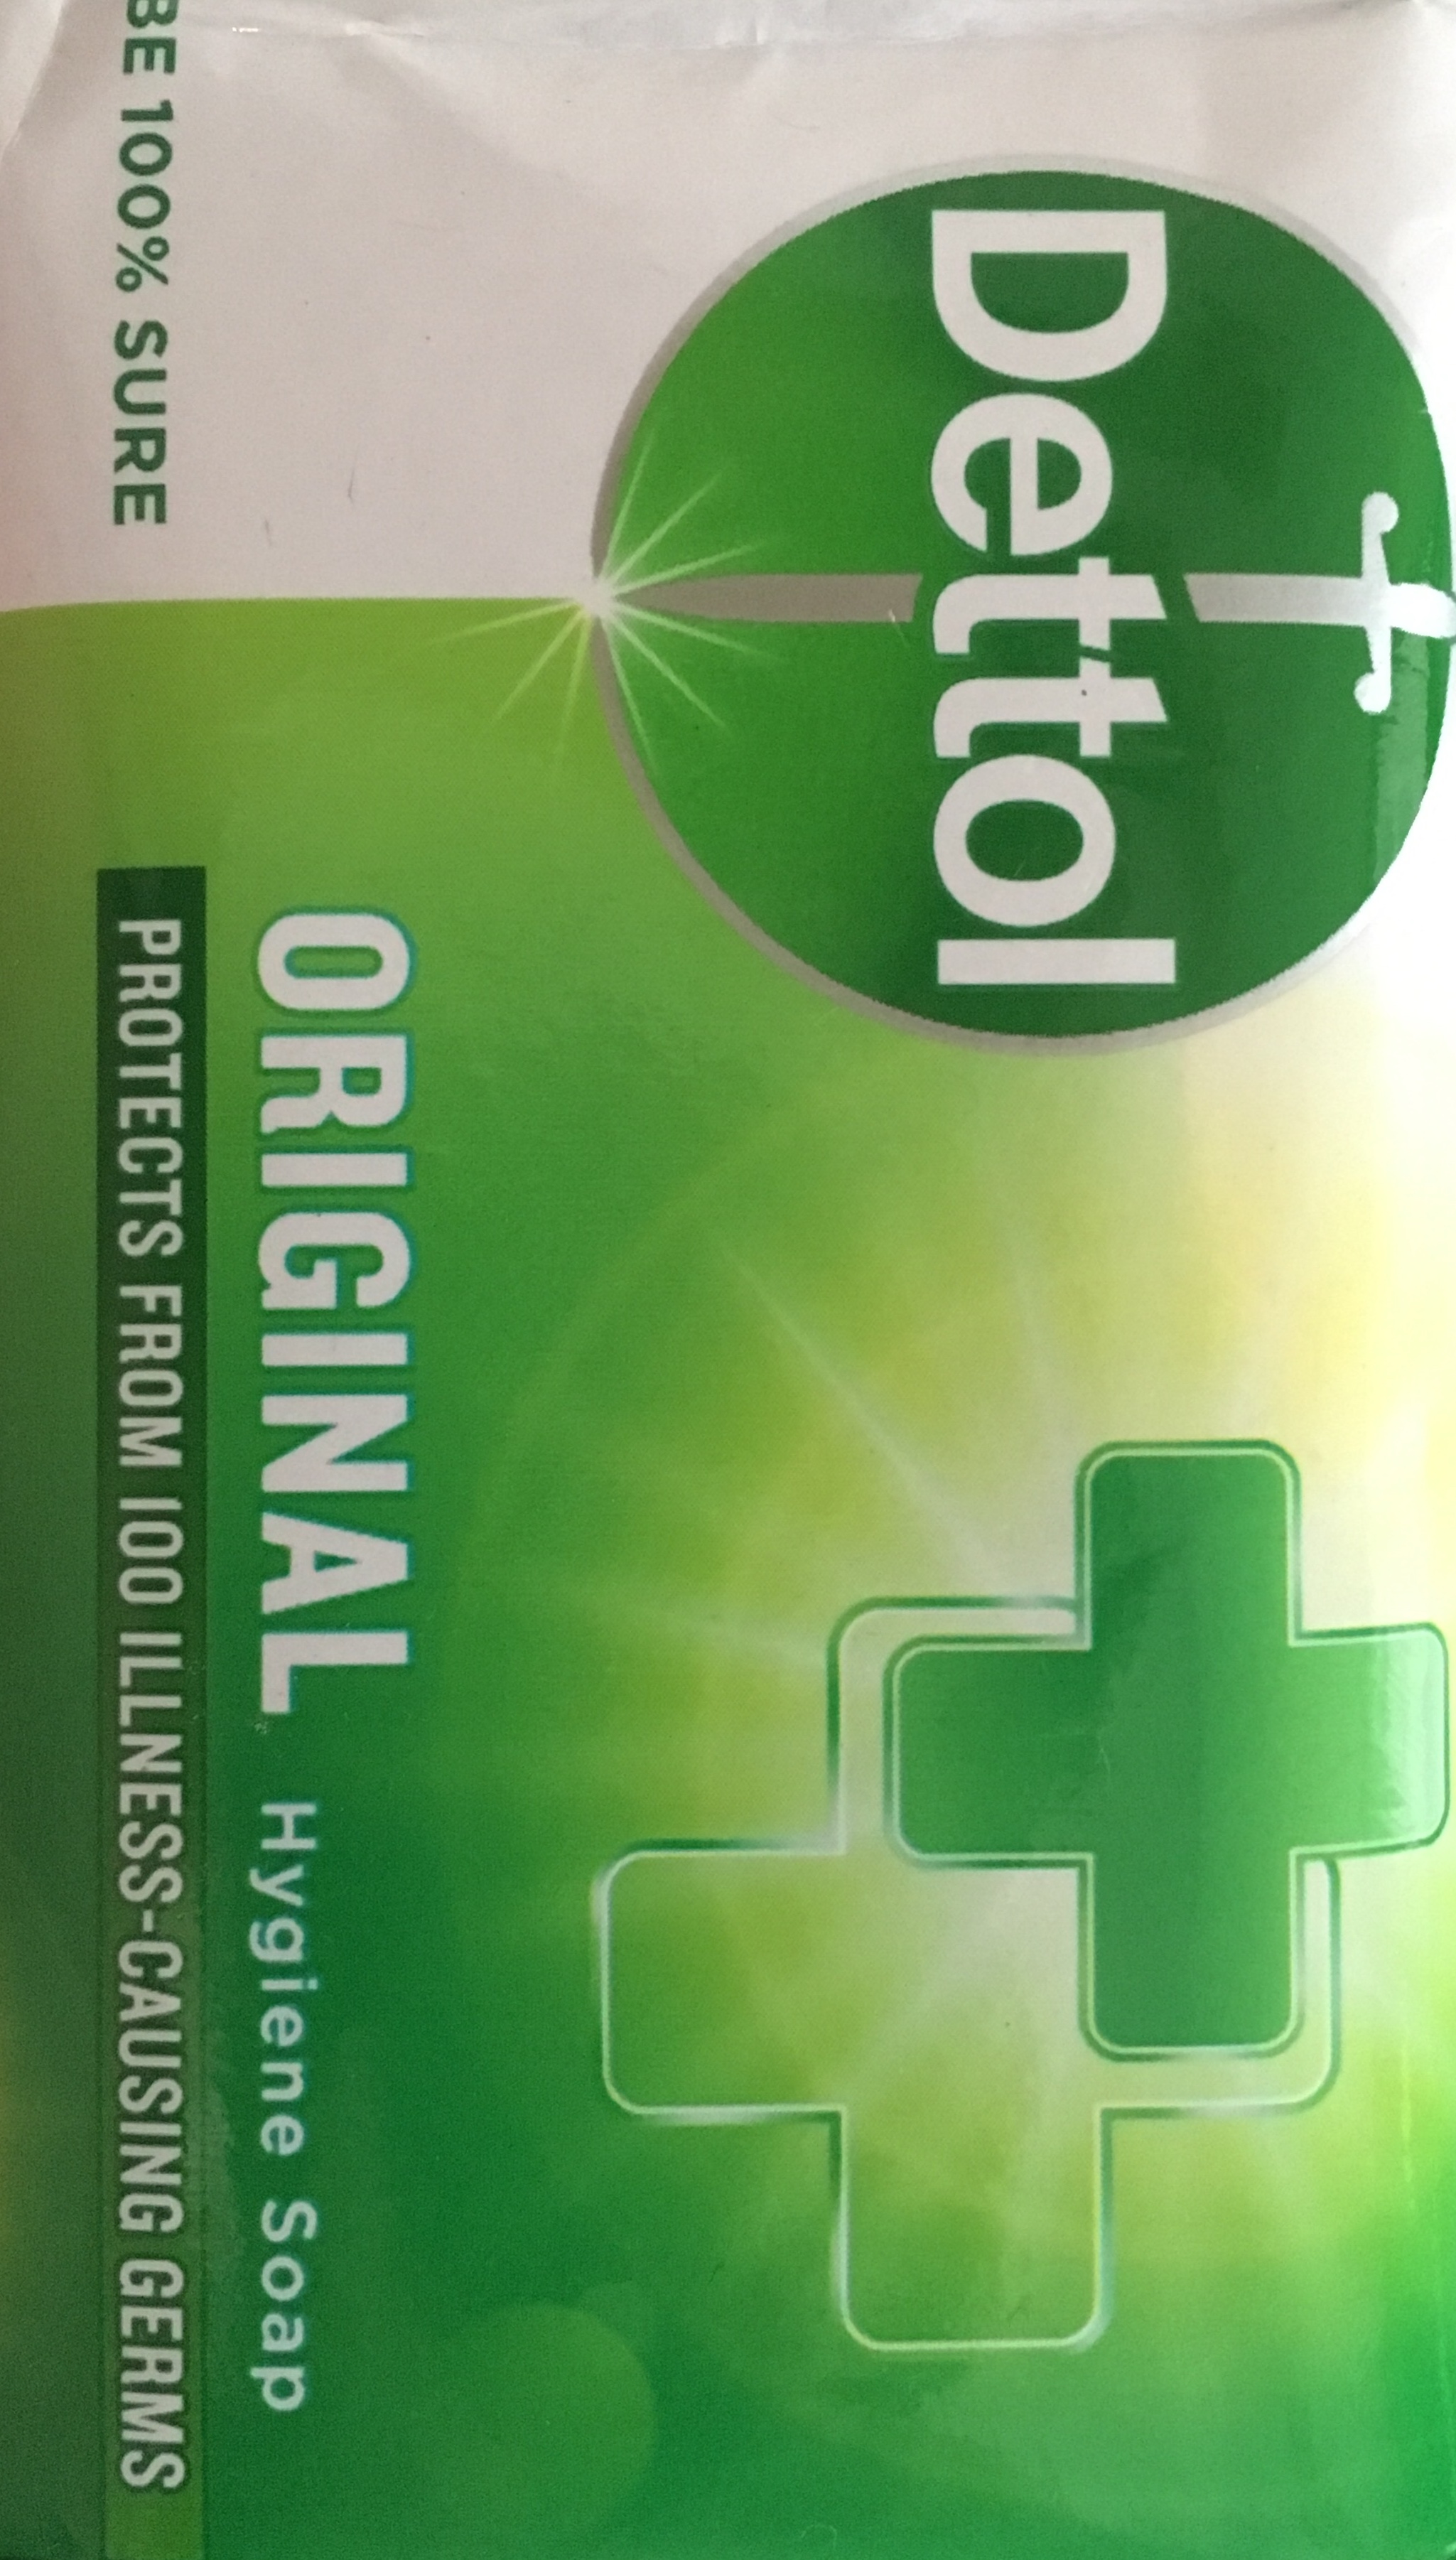 Dettol
ORIGINAL Hygiene Soap
BE 100% SURE
PROTECTS FROM 100 ILLNESS-CAUSING GERMS